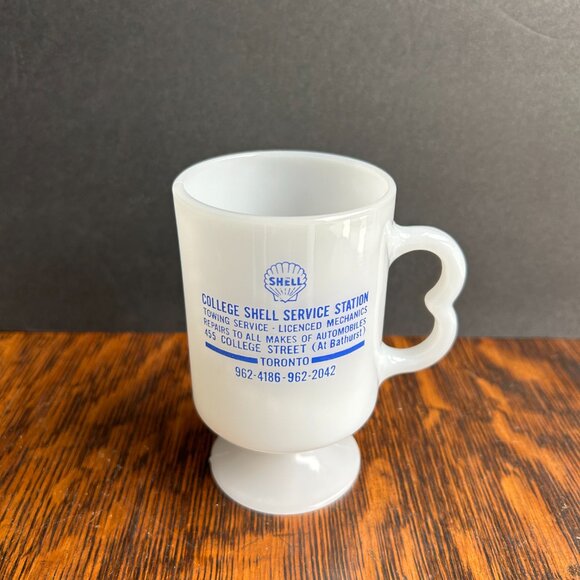 SHELL
COLLEGE SHELL SERVICE STATION
TOWING SERVICE - LICENCED MECHANICS
REPAIRS TO ALL MAKES OF AUTOMOBILES
455 COLLEGE STREET (At Bathurst)
TORONTO
962-4186-962-2042